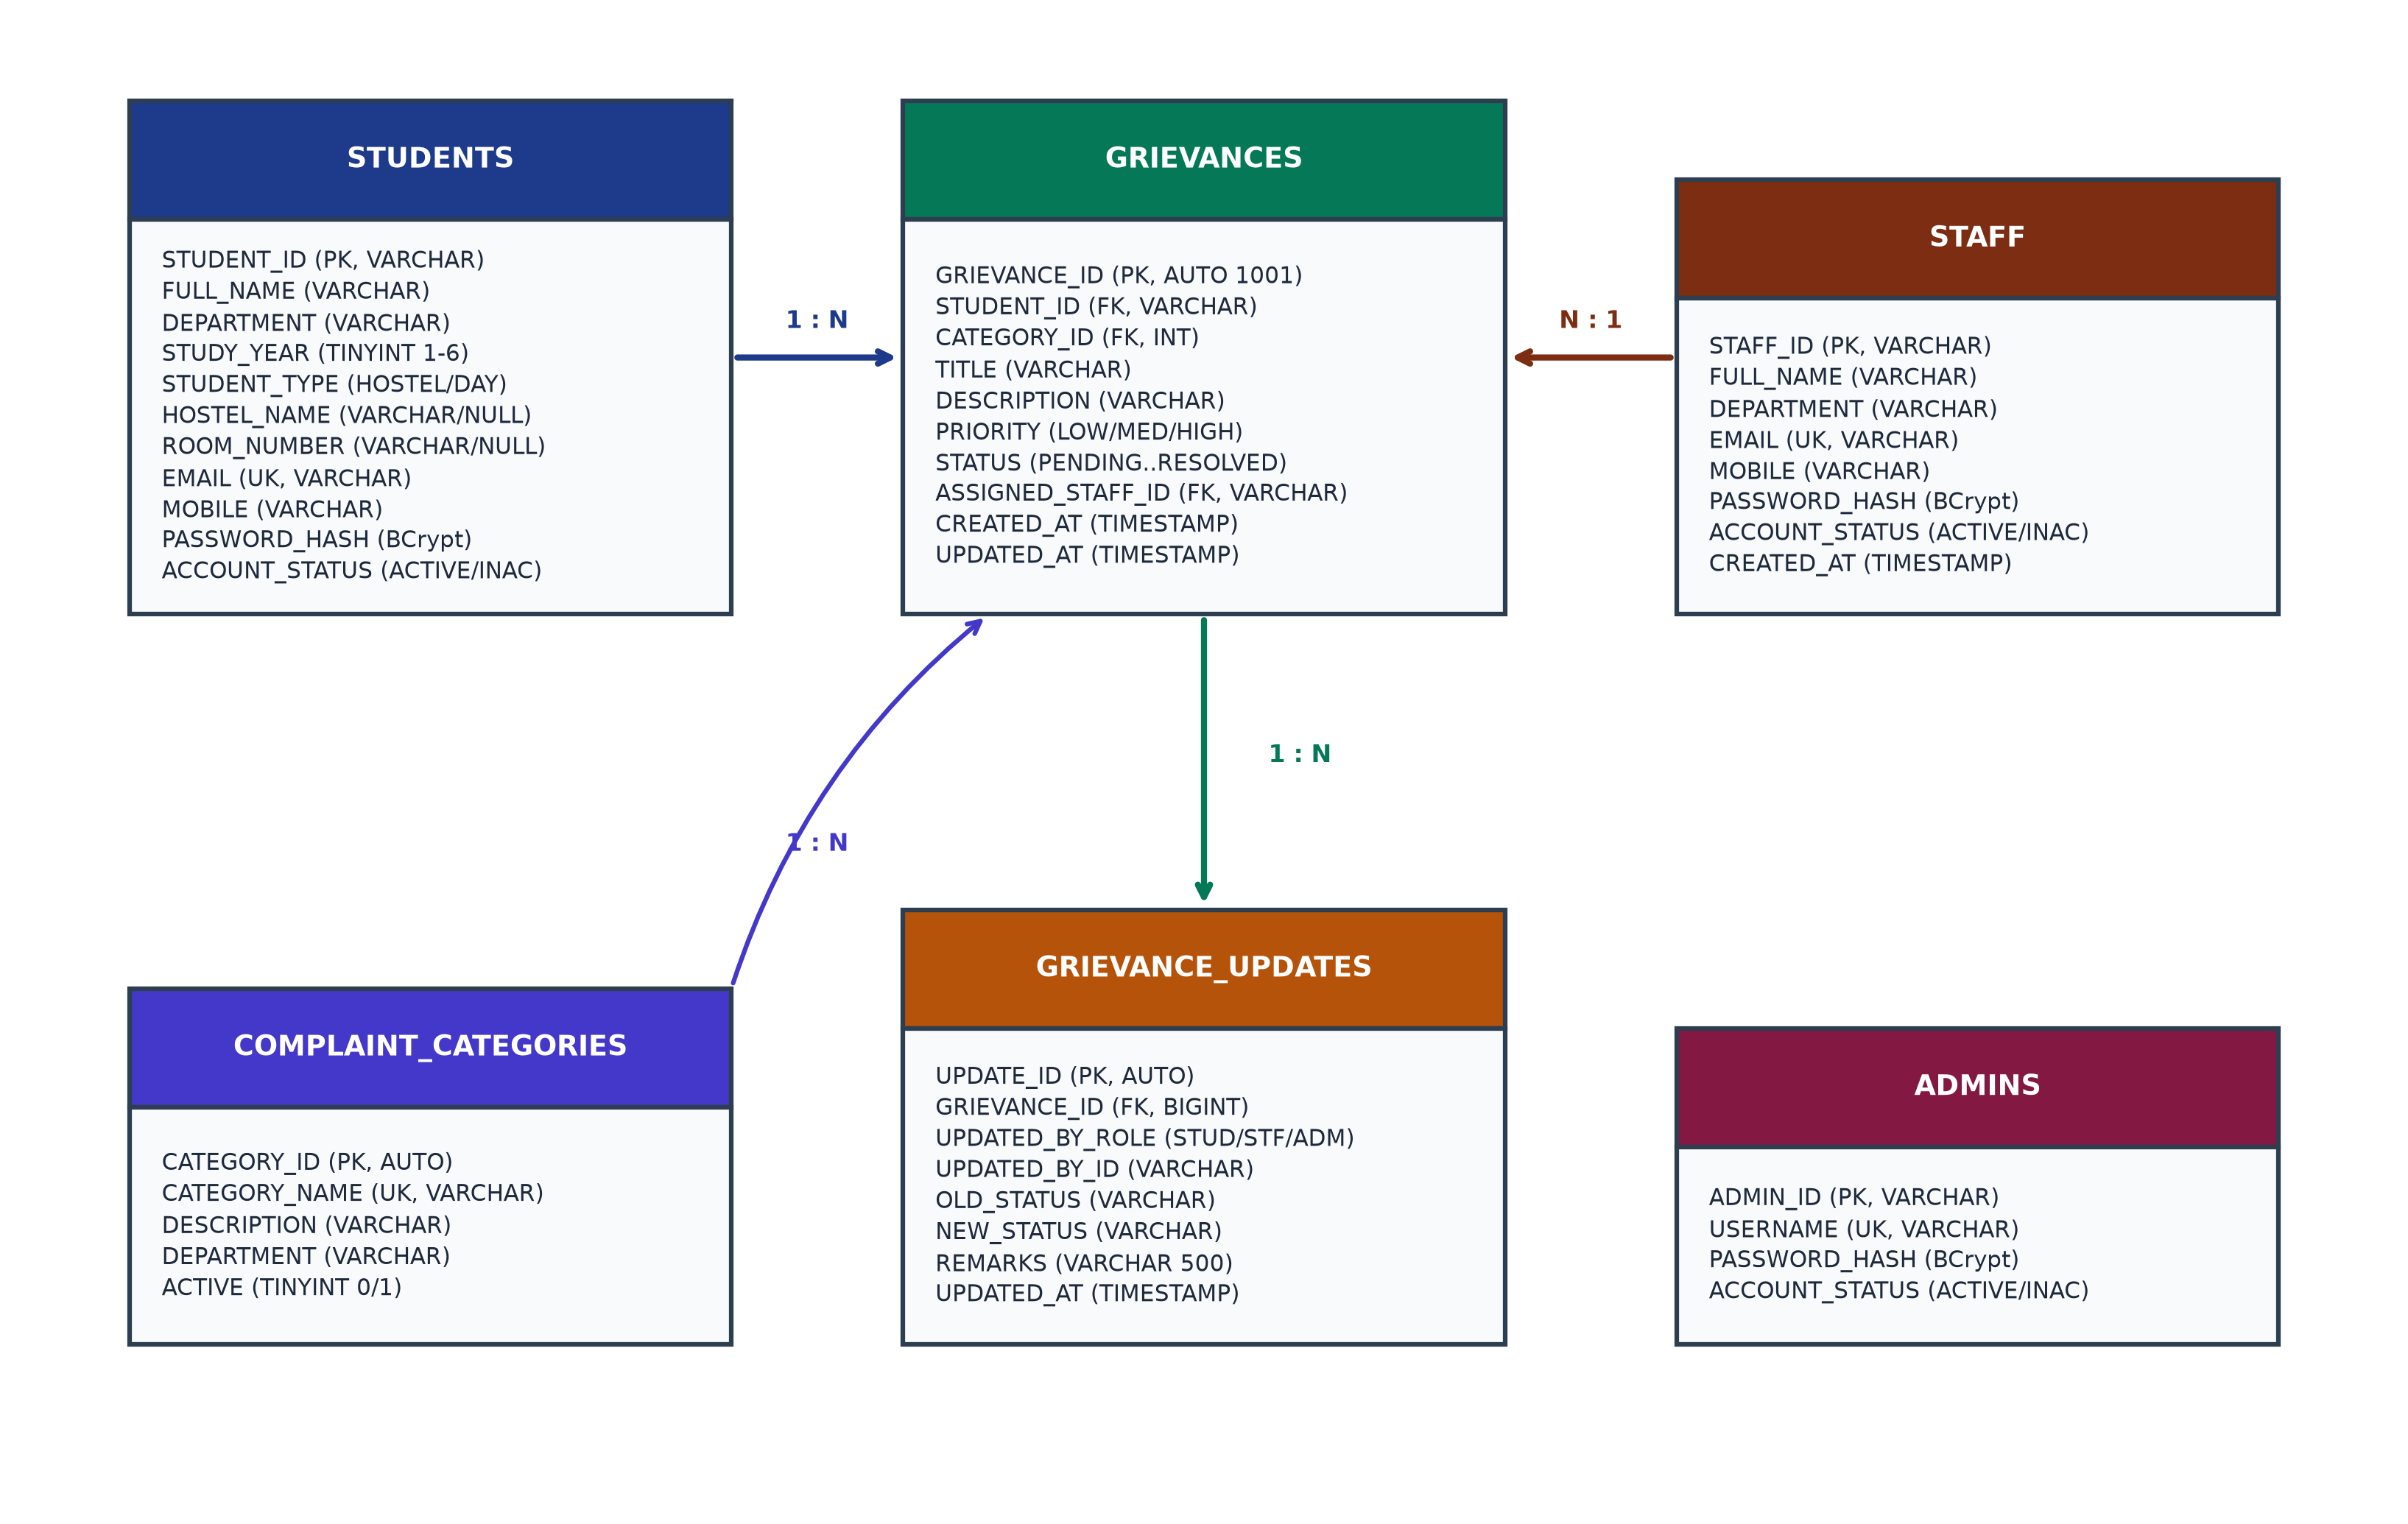 STUDENTS
STUDENT_ID (PK, VARCHAR)
FULL_NAME (VARCHAR)
DEPARTMENT (VARCHAR)
STUDY_YEAR (TINYINT 1-6)
STUDENT_TYPE (HOSTEL/DAY)
HOSTEL_NAME (VARCHAR/NULL)
ROOM_NUMBER (VARCHAR/NULL)
EMAIL (UK, VARCHAR)
MOBILE (VARCHAR)
PASSWORD_HASH (BCrypt)
ACCOUNT_STATUS (ACTIVE/INAC)
1 : N
GRIEVANCES
GRIEVANCE_ID (PK, AUTO 1001)
STUDENT_ID (FK, VARCHAR)
CATEGORY_ID (FK, INT)
TITLE (VARCHAR)
DESCRIPTION (VARCHAR)
PRIORITY (LOW/MED/HIGH)
STATUS (PENDING..RESOLVED)
ASSIGNED_STAFF_ID (FK, VARCHAR)
CREATED_AT (TIMESTAMP)
UPDATED_AT (TIMESTAMP)
N : 1
STAFF
STAFF_ID (PK, VARCHAR)
FULL_NAME (VARCHAR)
DEPARTMENT (VARCHAR)
EMAIL (UK, VARCHAR)
MOBILE (VARCHAR)
PASSWORD_HASH (BCrypt)
ACCOUNT_STATUS (ACTIVE/INAC)
CREATED_AT (TIMESTAMP)
1 : N
1 : N
COMPLAINT_CATEGORIES
CATEGORY_ID (PK, AUTO)
CATEGORY_NAME (UK, VARCHAR)
DESCRIPTION (VARCHAR)
DEPARTMENT (VARCHAR)
ACTIVE (TINYINT 0/1)
GRIEVANCE_UPDATES
UPDATE_ID (PK, AUTO)
GRIEVANCE_ID (FK, BIGINT)
UPDATED_BY_ROLE (STUD/STF/ADM)
UPDATED_BY_ID (VARCHAR)
OLD_STATUS (VARCHAR)
NEW_STATUS (VARCHAR)
REMARKS (VARCHAR 500)
UPDATED_AT (TIMESTAMP)
ADMINS
ADMIN_ID (PK, VARCHAR)
USERNAME (UK, VARCHAR)
PASSWORD_HASH (BCrypt)
ACCOUNT_STATUS (ACTIVE/INAC)